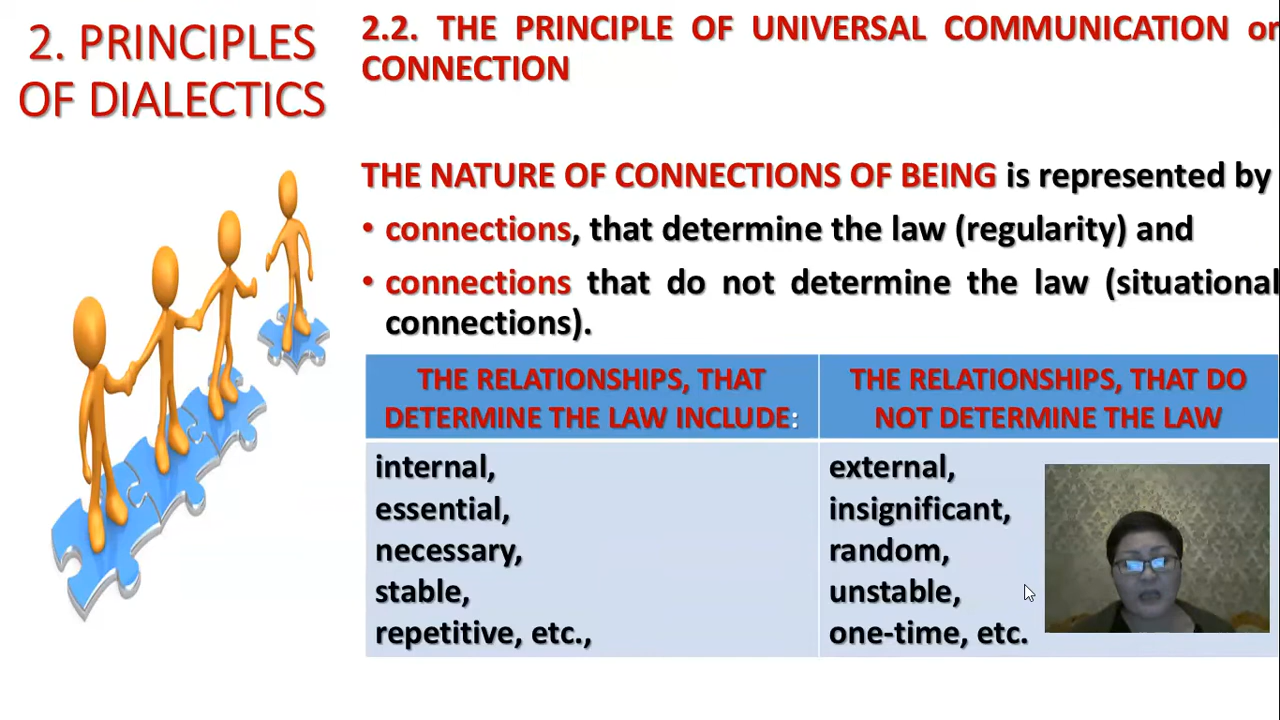 2. PRINCIPLES
OF DIALECTICS
2.2. THE PRINCIPLE OF UNIVERSAL COMMUNICATION or
CONNECTION
THE NATURE OF CONNECTIONS OF BEING is represented by
• connections, that determine the law (regularity) and
• connections that do not determine the law (situational
connections).
THE RELATIONSHIPS, THAT
DETERMINE THE LAW INCLUDE:
internal,
essential,
necessary,
stable,
repetitive, etc.,
THE RELATIONSHIPS, THAT DO
NOT DETERMINE THE LAW
external,
insignificant,
random,
unstable,
one-time, etc.